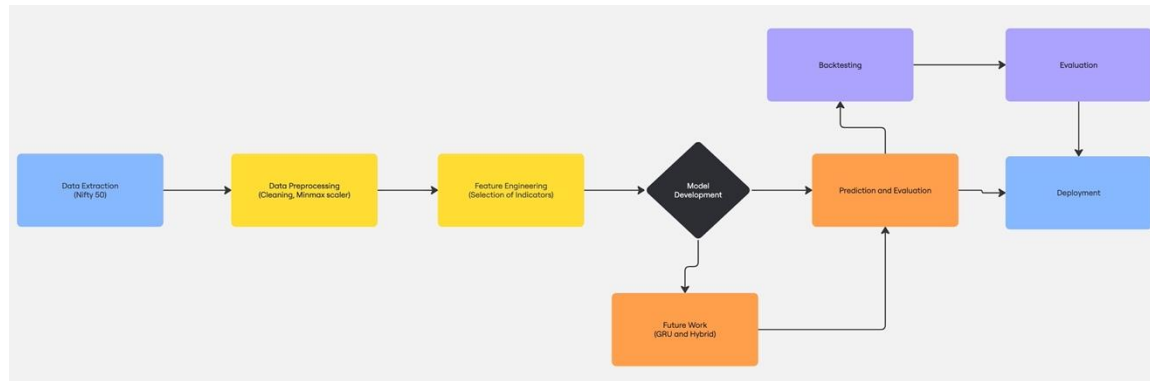 Backtesting
Evaluation
Data Extraction
(Nifty 50)
Data Preprocessing
(Cleaning, Minmax scaler)
Feature Engineering
(Selection of Indicators)
Model
Development
Prediction and Evaluation
Deployment
Future Work
(GRU and Hybrid)